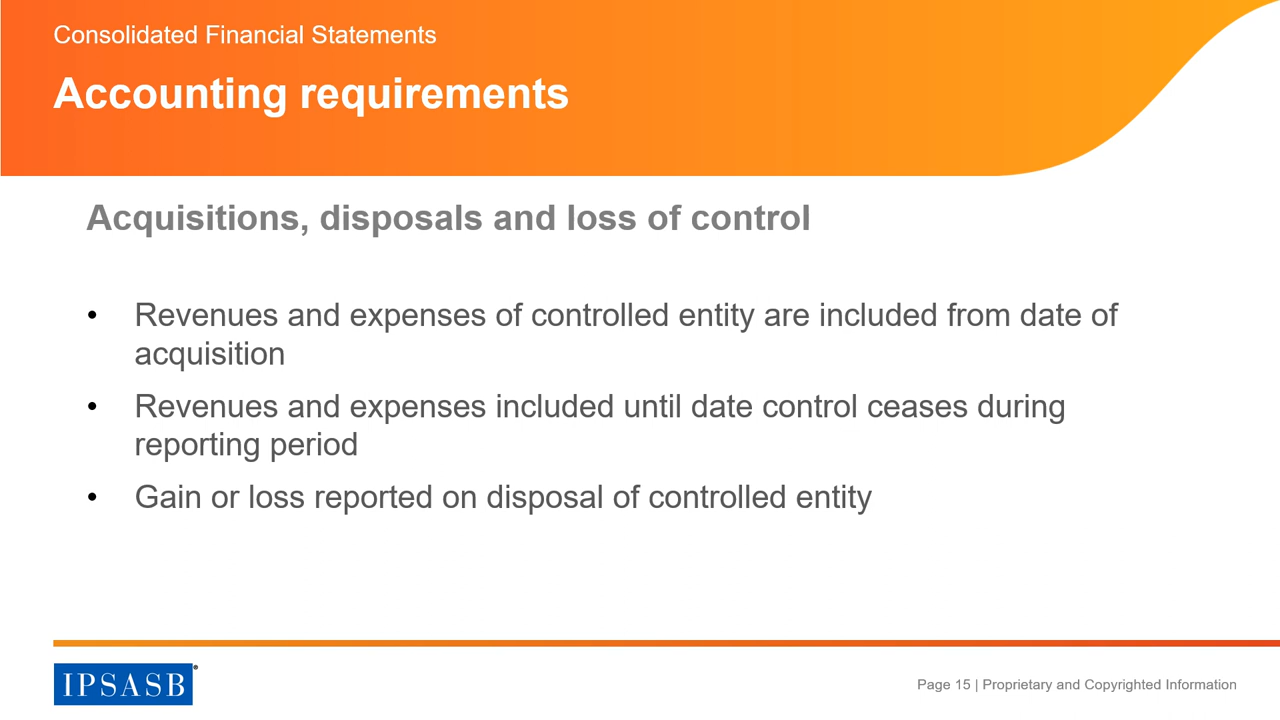 Consolidated Financial Statements
Accounting requirements
Acquisitions, disposals and loss of control
• Revenues and expenses of controlled entity are included from date of
acquisition
• Revenues and expenses included until date control ceases during
reporting period
• Gain or loss reported on disposal of controlled entity
IPSASB®
Page 15 | Proprietary and Copyrighted Information